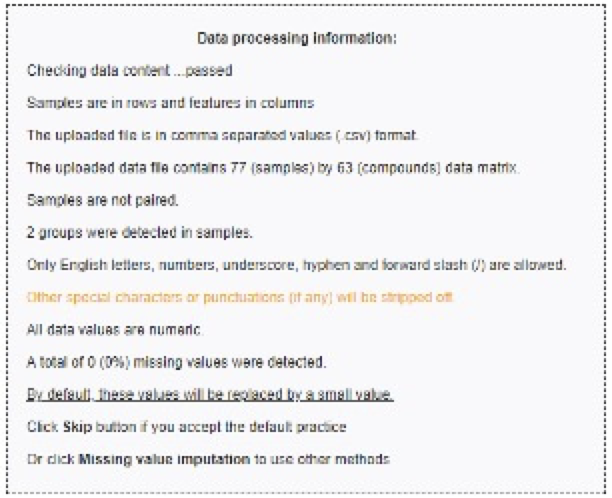 Data processing information:
Checking data content ...passed
Samples are in rows and features in columns
The uploaded file is in comma separated values (.csv) format.
The uploaded data file contains 77 (samples) by 63 (compounds) data matrix.
Samples are not paired.
2 groups were detected in samples.
Only English letters, numbers, underscore, hyphen and forward slash (/) are allowed.
Other special characters or punctuations (if any) will be stripped off.
All data values are numeric.
A total of 0 (0%) missing values were detected.
By default, these values will be replaced by a small value.
Click Skip button if you accept the default practice
Or click Missing value imputation to use other methods